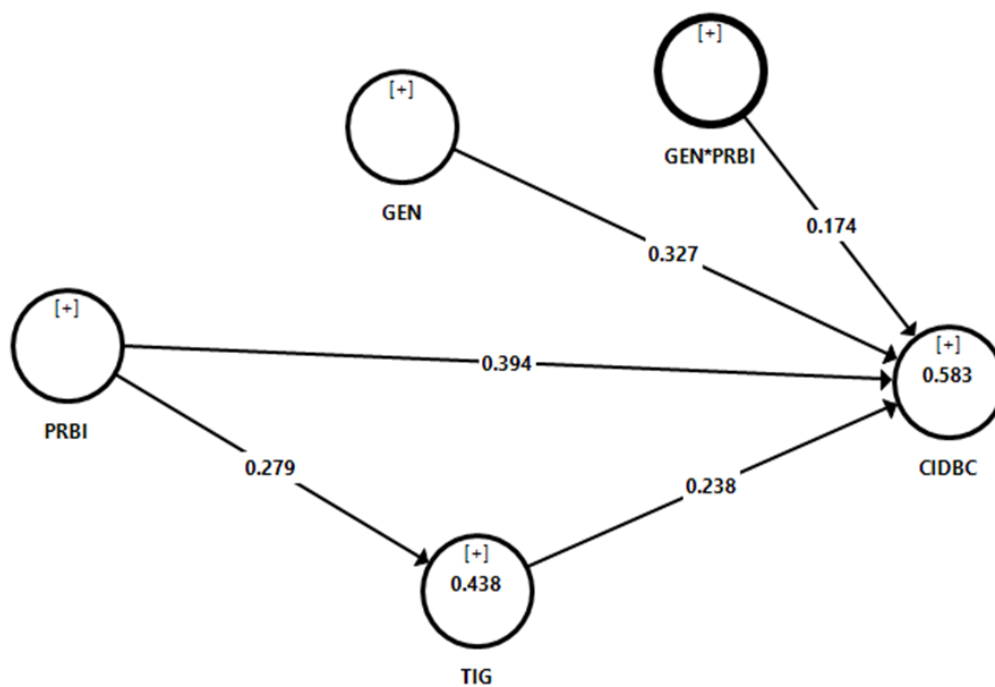 [+]
GEN*PRBI
[+]
GEN
0.174
0.327
[+]
PRBI
0.394
[+]
0.583
CIDBC
0.279
0.238
[+]
0.438
TIG